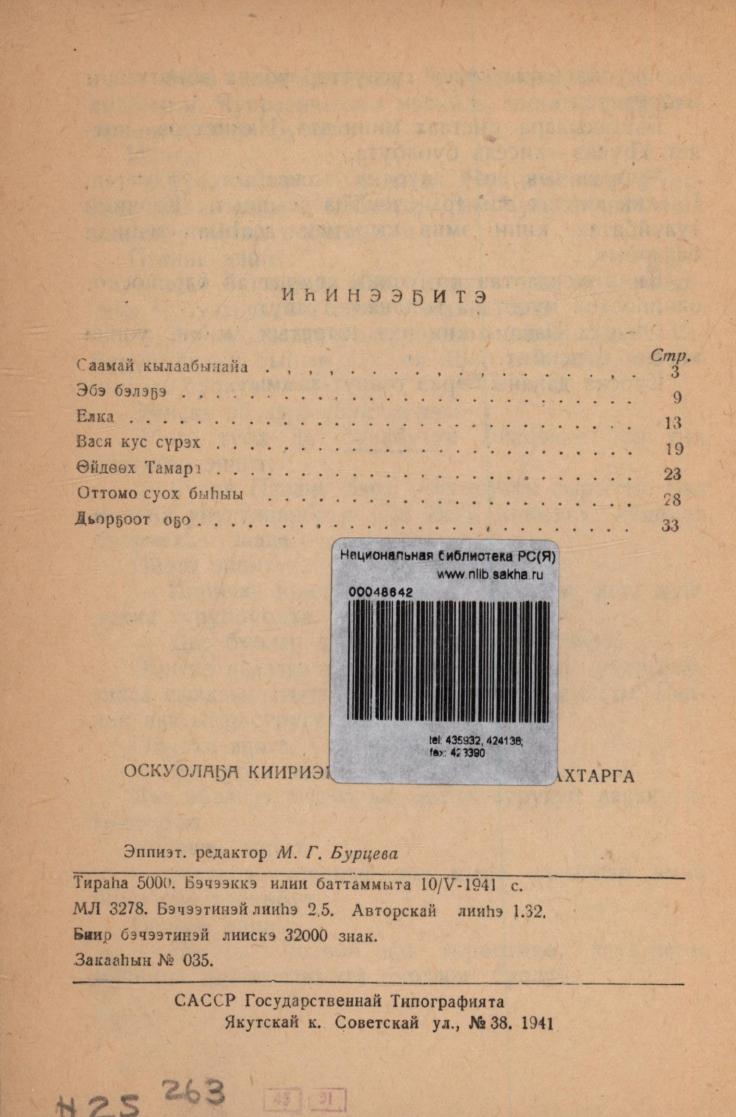 ИҺИНЭЭҔИТЭ
Стр.
Саамай кылаабынайа . . . . . . . . . . . . . . . . 3
Эбэ бэлэҕэ . . . . . . . . . . . . . . . . . . . 9
Елка . . . . . . . . . . . . . . . . . . . . . . 13
Вася кус сүрэх . . . . . . . . . . . . . . . . . . 19
Өйдөөх Тамара . . . . . . . . . . . . . . . . . . 23
Оттомо суох быһыы . . . . . . . . . . . . . . . . 28
Дьорҕоот оҕо . . . . . . . . . . . . . . . . . . . 33
Национальная библиотека РС(Я)
www.nlib.sakha.ru
00048642
tel: 435932, 424138;
fax: 423390
ОСКУОЛАҔА АХТАРГА
Эппиэт. редактор М. Г. Бурцева
Тираһа 5000. Бэчээккэ илии баттаммыта 10/V-1941 с.
МЛ 3278. Бэчээтинэй лииһэ 2,5. Авторскай лииһэ 1.32.
Биир бэчээтинэй лиискэ 32000 знак.
Закааһын № 035.
САССР Государственнай Типографията
Якутскай к. Советскай ул., № 38. 1941
Н25 263